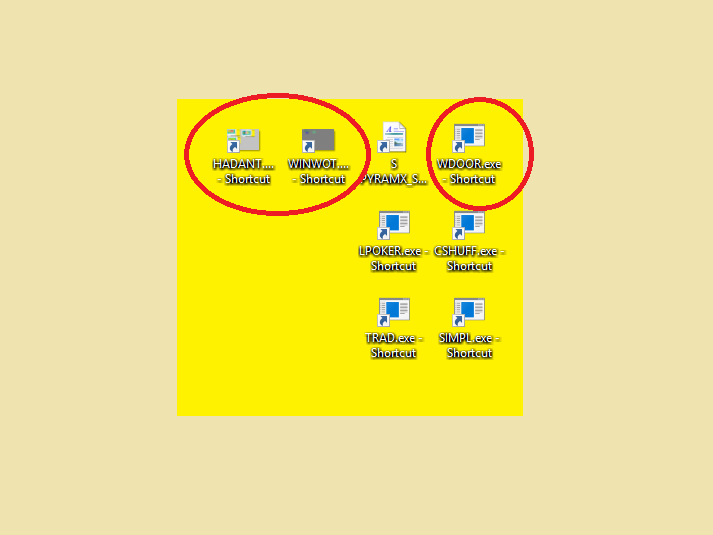 HADANT....
- Shortcut
WINWOT....
- Shortcut
S
PYRAMX_S...
WDOOR.exe
- Shortcut
LPOKER.exe -
Shortcut
CSHUFF.exe -
Shortcut
TRAD.exe -
Shortcut
SIMPL.exe -
Shortcut